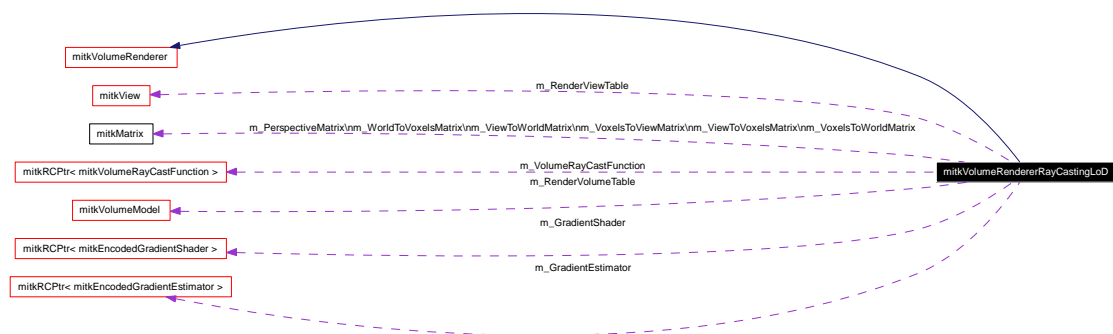 mitkVolumeRenderer
mitkView
m_RenderViewTable
mitkMatrix
m_PerspectiveMatrix\nm_WorldToVoxelsMatrix\nm_ViewToWorldMatrix\nm_VoxelsToViewMatrix\nm_ViewToVoxelsMatrix\nm_VoxelsToWorldMatrix
mitkRCPtr< mitkVolumeRayCastFunction >
m_VolumeRayCastFunction
mitkVolumeRendererRayCastingLoD
m_RenderVolumeTable
mitkVolumeModel
m_GradientShader
mitkRCPtr< mitkEncodedGradientShader >
m_GradientEstimator
mitkRCPtr< mitkEncodedGradientEstimator >